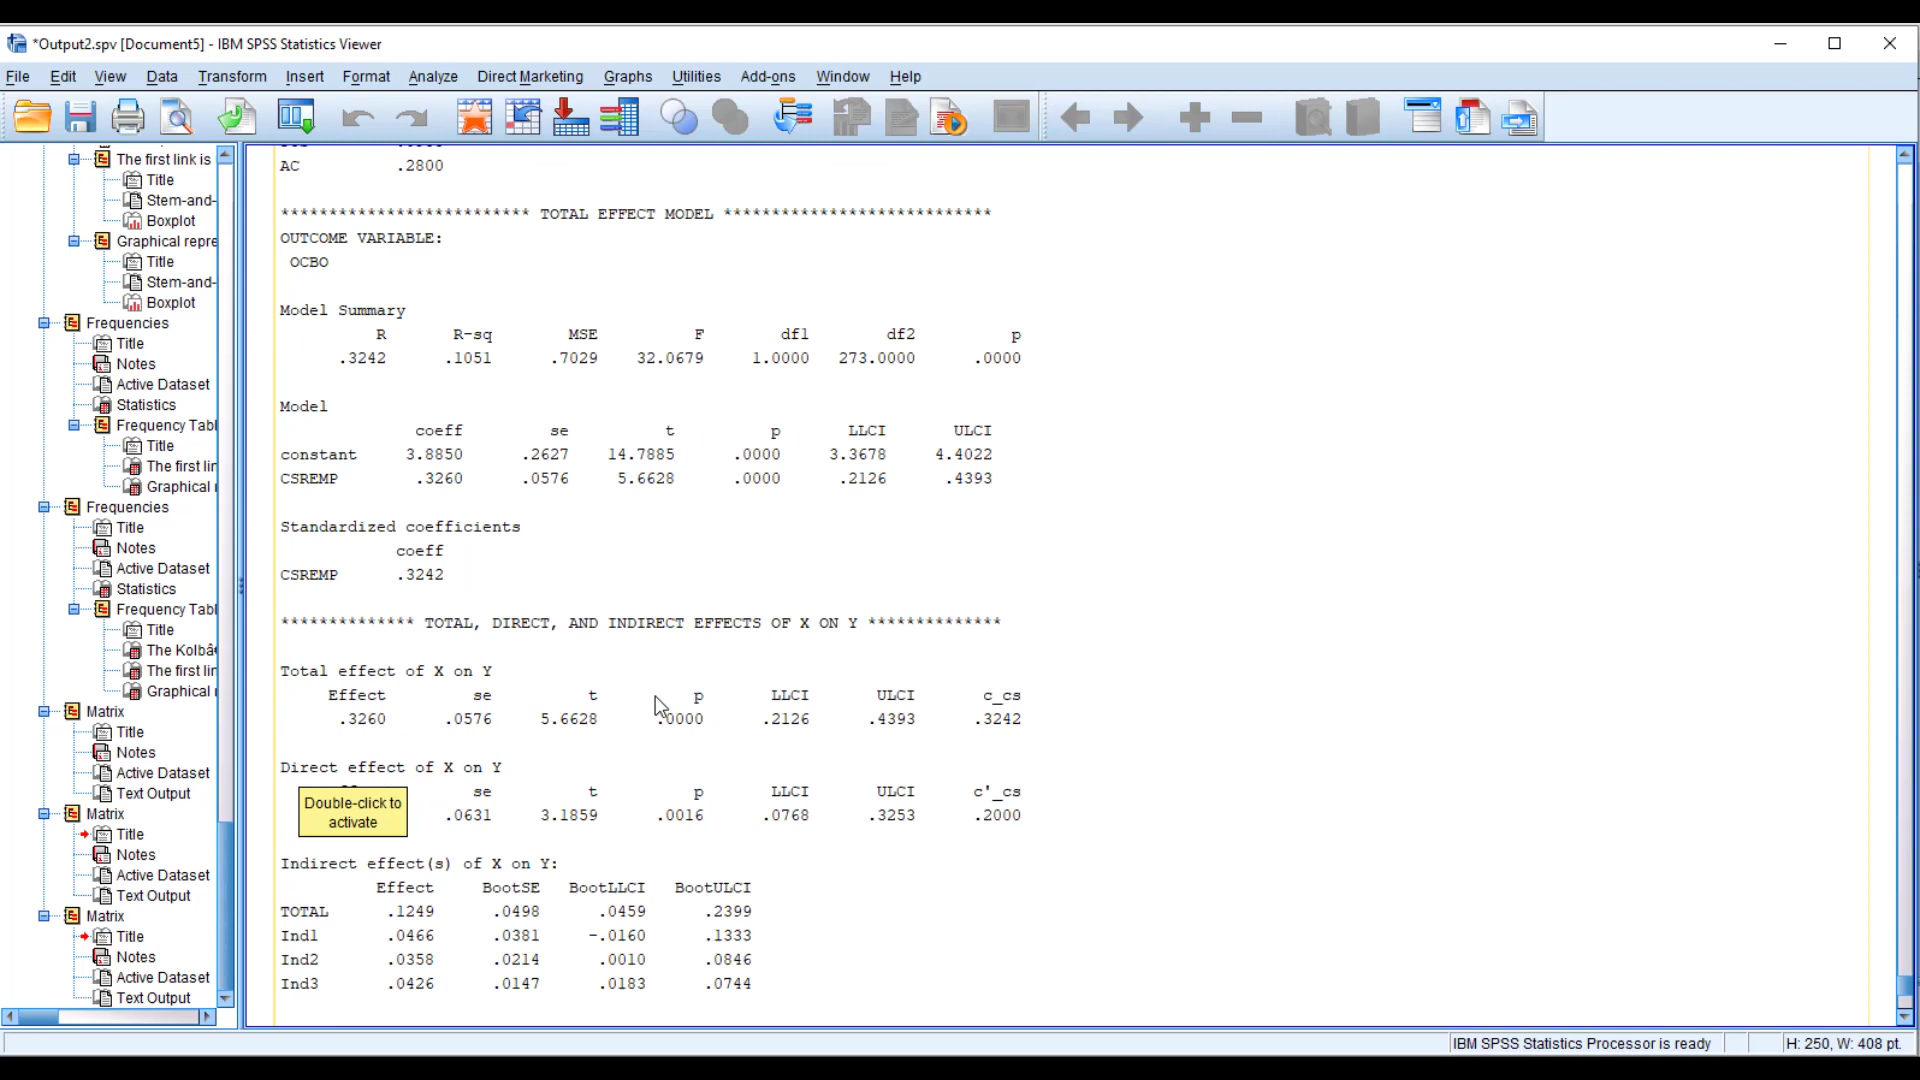 *Output2.spv [Document5] - IBM SPSS Statistics Viewer
File Edit View Data Transform Insert Format Analyze Direct Marketing Graphs Utilities Add-ons Window Help
The first link is
Title
Stem-and-
Boxplot
Graphical repre
Title
Stem-and-
Boxplot
Frequencies
Title
Notes
Active Dataset
Statistics
Frequency Tabl
Title
The first lin
Graphical r
Frequencies
Title
Notes
Active Dataset
Statistics
Frequency Tabl
Title
The Kolbâ€
The first lin
Graphical r
Matrix
Title
Notes
Active Dataset
Text Output
Matrix
Title
Notes
Active Dataset
Text Output
Matrix
Title
Notes
Active Dataset
Text Output
AC .2800
************************** TOTAL EFFECT MODEL ****************************
OUTCOME VARIABLE:
OCBO
Model Summary
R R-sq MSE F df1 df2 p
.3242 .1051 .7029 32.0679 1.0000 273.0000 .0000
Model
coeff se t p LLCI ULCI
constant 3.8850 .2627 14.7885 .0000 3.3678 4.4022
CSREMP .3260 .0576 5.6628 .0000 .2126 .4393
Standardized coefficients
coeff
CSREMP .3242
************** TOTAL, DIRECT, AND INDIRECT EFFECTS OF X ON Y **************
Total effect of X on Y
Effect se t p LLCI ULCI c_cs
.3260 .0576 5.6628 .0000 .2126 .4393 .3242
Direct effect of X on Y
se t p LLCI ULCI c'_cs
Double-click to
activate
.0631 3.1859 .0016 .0768 .3253 .2000
Indirect effect(s) of X on Y:
Effect BootSE BootLLCI BootULCI
TOTAL .1249 .0498 .0459 .2399
Ind1 .0466 .0381 -.0160 .1333
Ind2 .0358 .0214 .0010 .0846
Ind3 .0426 .0147 .0183 .0744
IBM SPSS Statistics Processor is ready
H: 250, W: 408 pt.